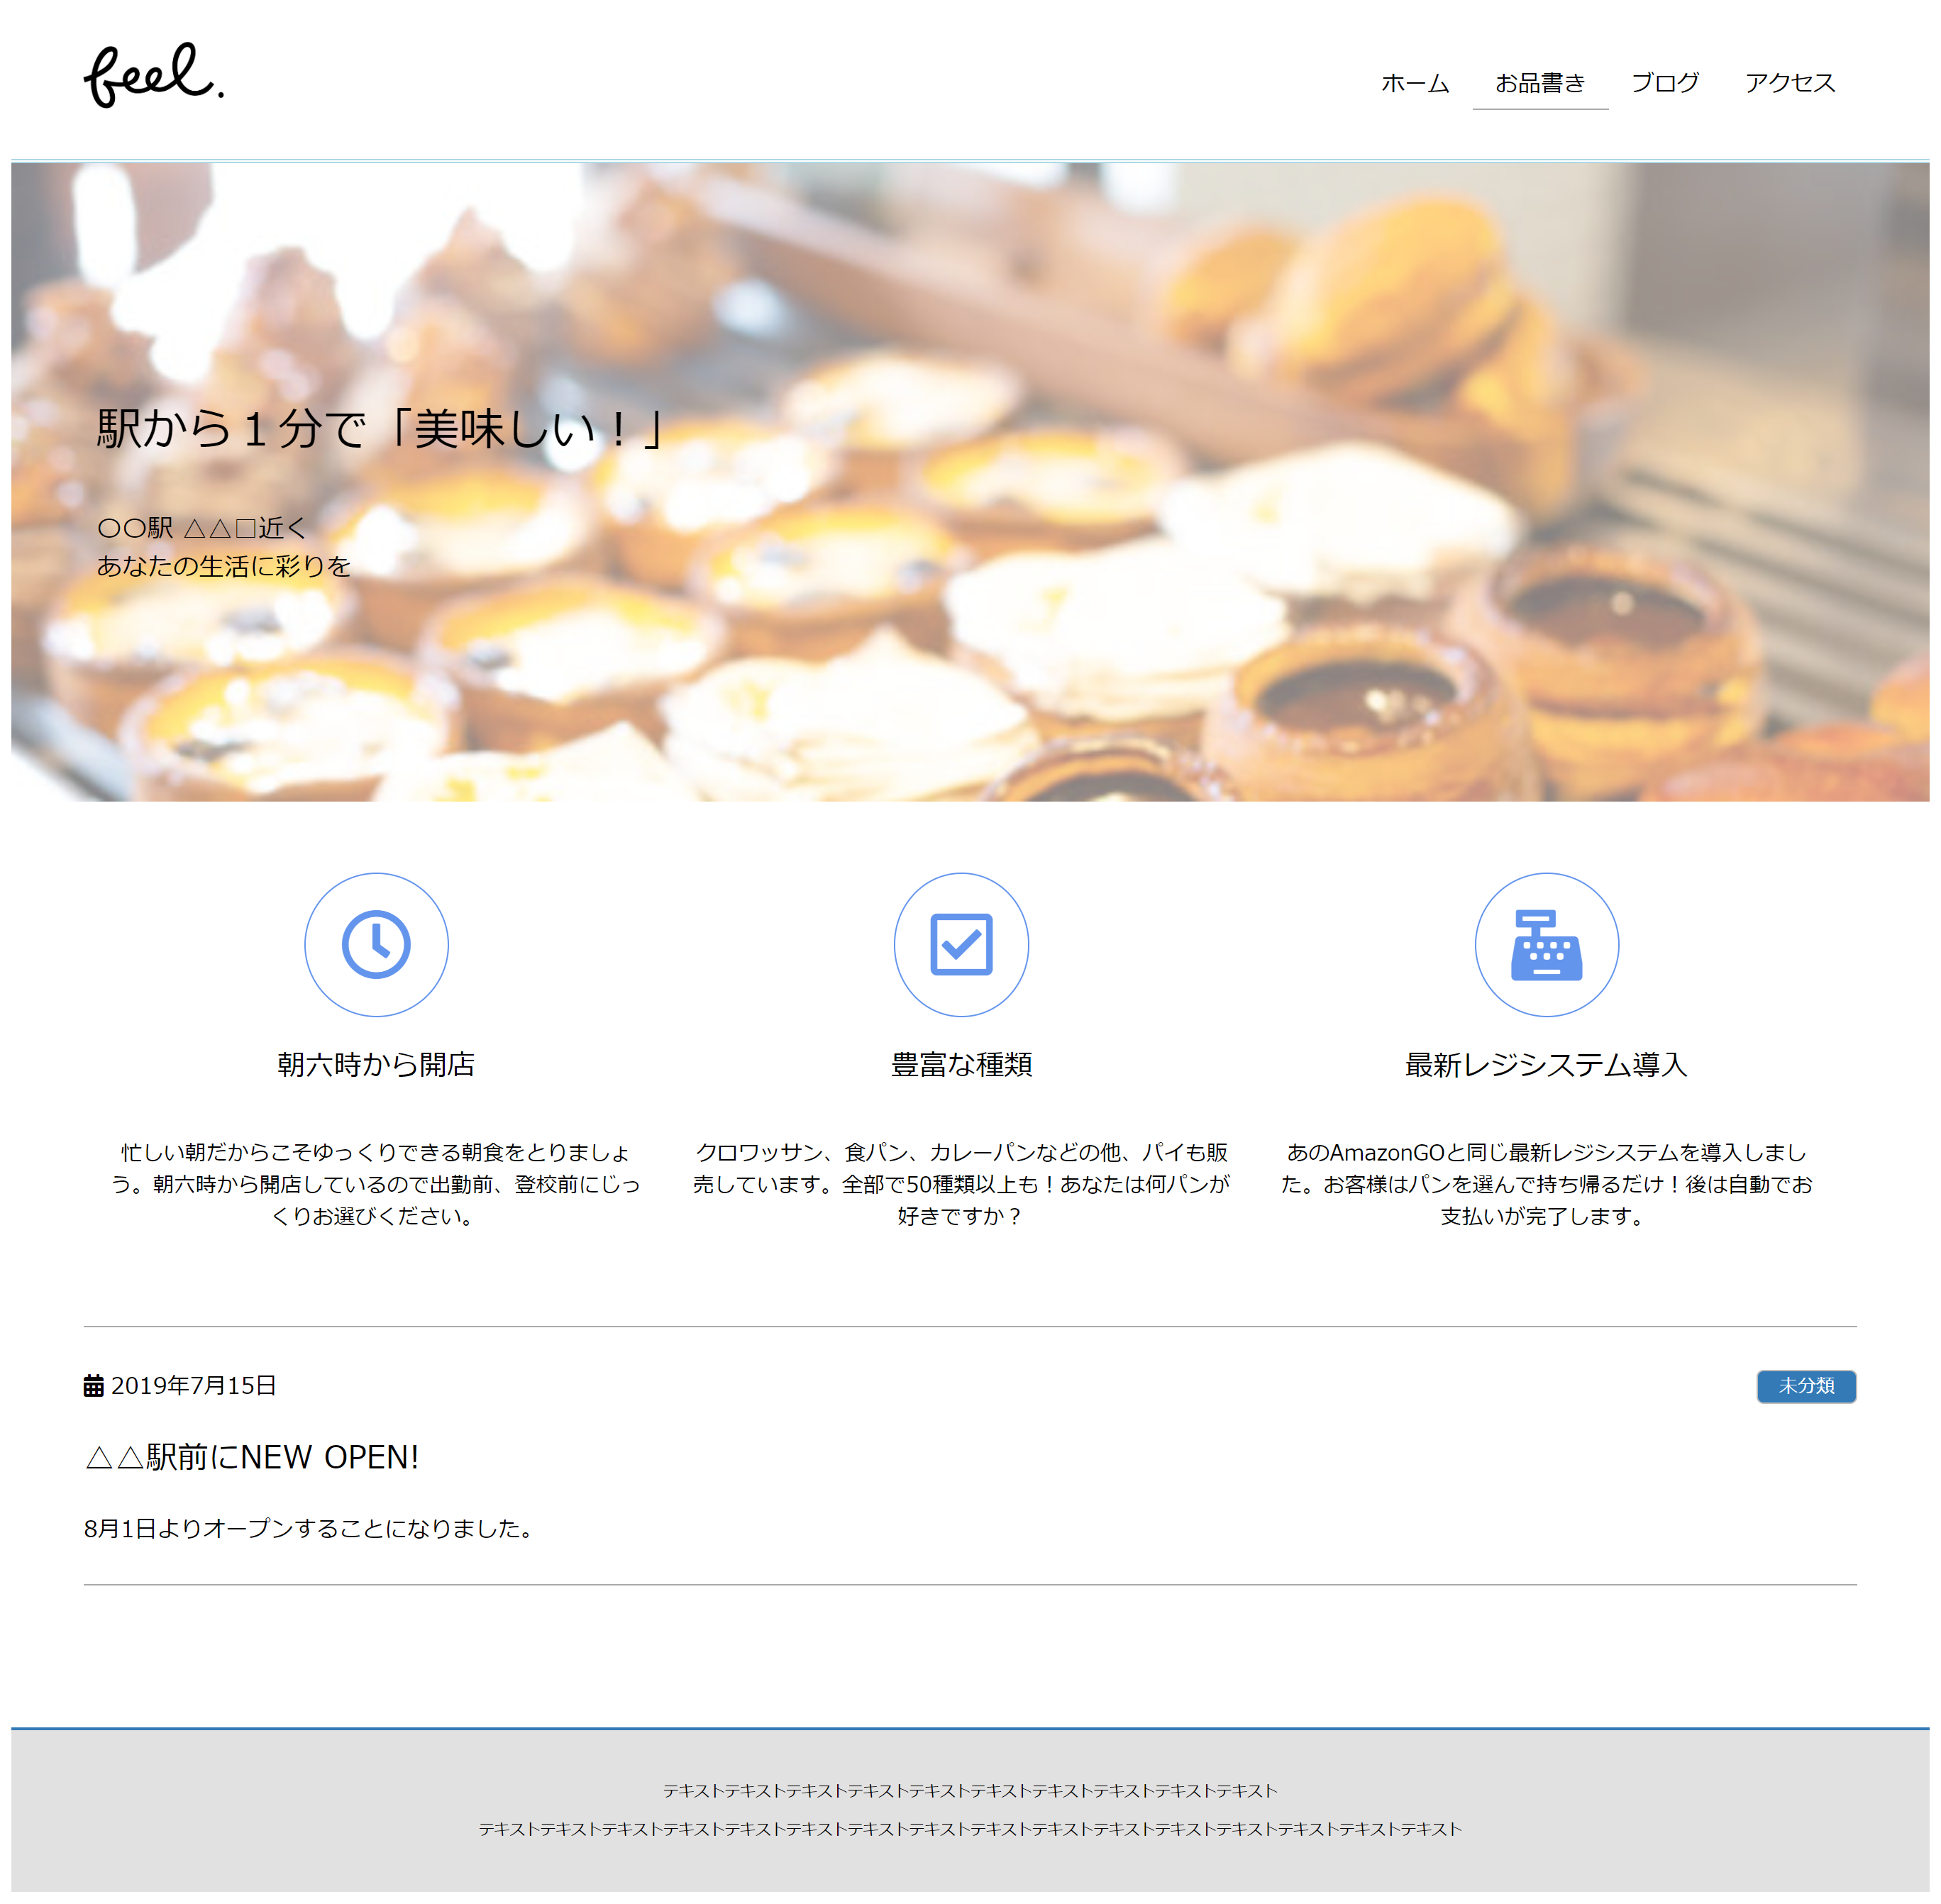 feel.
ホーム お品書き ブログ アクセス
駅から１分で「美味しい！」
〇〇駅 △△□近く
あなたの生活に彩りを
朝六時から開店
忙しい朝だからこそゆっくりできる朝食をとりましょ
う。朝六時から開店しているので出勤前、登校前にじっ
くりお選びください。
豊富な種類
クロワッサン、食パン、カレーパンなどの他、パイも販
売しています。全部で50種類以上も！あなたは何パンが
好きですか？
最新レジシステム導入
あのAmazonGOと同じ最新レジシステムを導入しまし
た。お客様はパンを選んで持ち帰るだけ！後は自動でお
支払いが完了します。
2019年7月15日
未分類
△△駅前にNEW OPEN!
8月1日よりオープンすることになりました。
テキストテキストテキストテキストテキストテキストテキストテキストテキストテキスト
テキストテキストテキストテキストテキストテキストテキストテキストテキストテキストテキストテキストテキストテキストテキストテキスト